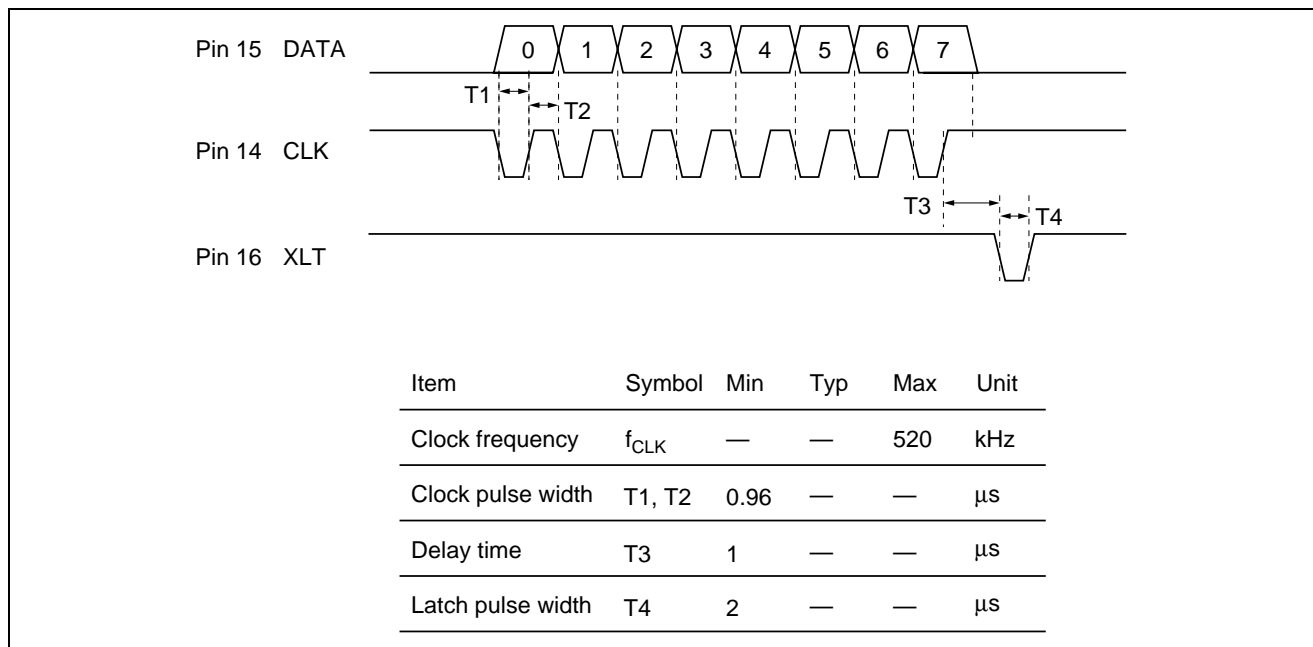 Pin 15 DATA 0 1 2 3 4 5 6 7
T1 T2
Pin 14 CLK
T3 T4
Pin 16 XLT
Item Symbol Min Typ Max Unit
Clock frequency fCLK — — 520 kHz
Clock pulse width T1, T2 0.96 — — μs
Delay time T3 1 — — μs
Latch pulse width T4 2 — — μs